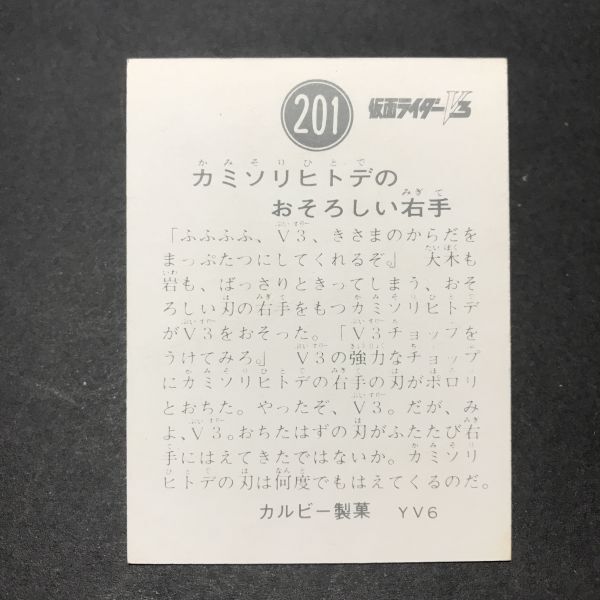 201 仮面ライダーV3
カミソリヒトデの
おそろしい右手
「ふふふふ、V3、きさまのからだを
まっぷたつにしてくれるぞ。』 大木も
岩も、ばっさりときってしまう、おそ
ろしい刃の右手をもつカミソリヒトデ
がV3をおそった。「V3チョップを
うけてみろ。』 V3の強力なチョップ
にカミソリヒトデの右手の刃がポロリ
とおちた。やったぞ、V3。だが、み
よ、V3。おちたはずの刃がふたたび右
手にはえてきたではないか。カミソリ
ヒトデの刃は何度でもはえてくるのだ。
カルビー製菓 YV6